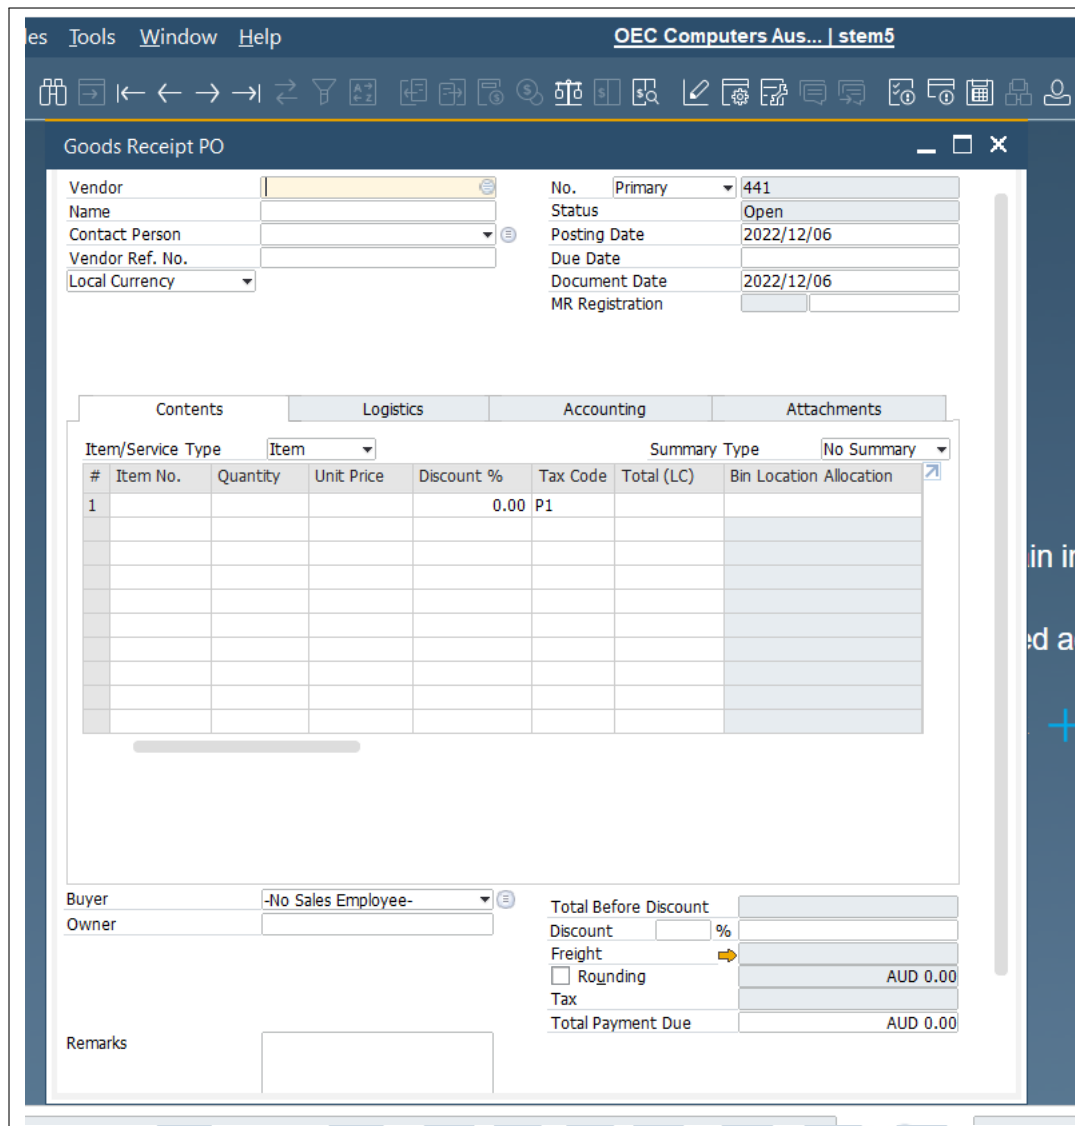 les Tools Window Help OEC Computers Aus... | stem5
Goods Receipt PO
Vendor No. Primary 441
Name Status Open
Contact Person Posting Date 2022/12/06
Vendor Ref. No. Due Date
Local Currency Document Date 2022/12/06
MR Registration
Contents Logistics Accounting Attachments
Item/Service Type Item Summary Type No Summary
# Item No. Quantity Unit Price Discount % Tax Code Total (LC) Bin Location Allocation
1 0.00 P1
ed a
Buyer -No Sales Employee- Total Before Discount
Owner Discount %
Freight
Rounding AUD 0.00
Tax
Total Payment Due AUD 0.00
Remarks